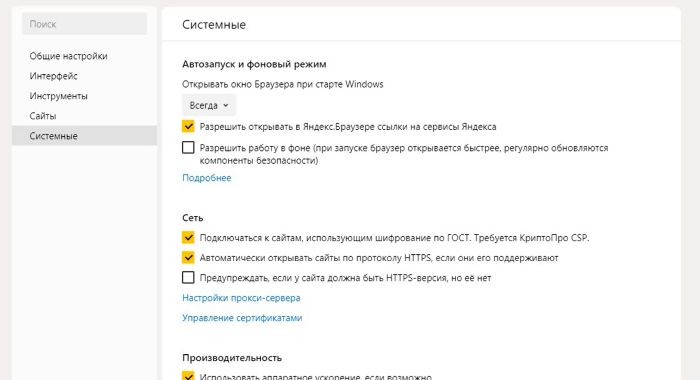 Поиск
Общие настройки
Интерфейс
Инструменты
Сайты
Системные
Системные
Автозапуск и фоновый режим
Открывать окно Браузера при старте Windows
Всегда
Разрешить открывать в Яндекс.Браузере ссылки на сервисы Яндекса
Разрешить работу в фоне (при запуске браузер открывается быстрее, регулярно обновляются
компоненты безопасности)
Подробнее
Сеть
Подключаться к сайтам, использующим шифрование по ГОСТ. Требуется КриптоПро CSP.
Автоматически открывать сайты по протоколу HTTPS, если они его поддерживают
Предупреждать, если у сайта должна быть HTTPS-версия, но её нет
Настройки прокси-сервера
Управление сертификатами
Производительность
Использовать аппаратное ускорение, если возможно